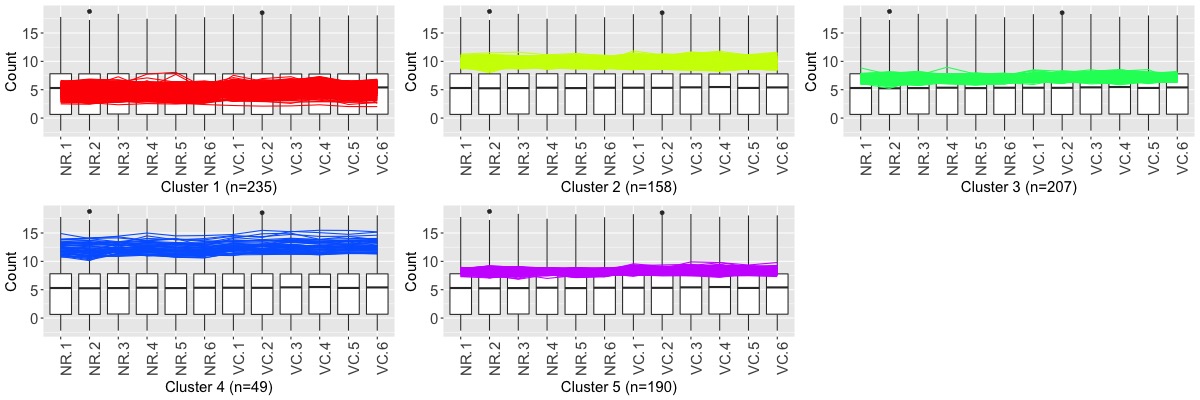 Count
15
10
5
0
NR.1 NR.2 NR.3 NR.4 NR.5 NR.6 VC.1 VC.2 VC.3 VC.4 VC.5 VC.6
Cluster 1 (n=235)
Count
15
10
5
0
NR.1 NR.2 NR.3 NR.4 NR.5 NR.6 VC.1 VC.2 VC.3 VC.4 VC.5 VC.6
Cluster 2 (n=158)
Count
15
10
5
0
NR.1 NR.2 NR.3 NR.4 NR.5 NR.6 VC.1 VC.2 VC.3 VC.4 VC.5 VC.6
Cluster 3 (n=207)
Count
15
10
5
0
NR.1 NR.2 NR.3 NR.4 NR.5 NR.6 VC.1 VC.2 VC.3 VC.4 VC.5 VC.6
Cluster 4 (n=49)
Count
15
10
5
0
NR.1 NR.2 NR.3 NR.4 NR.5 NR.6 VC.1 VC.2 VC.3 VC.4 VC.5 VC.6
Cluster 5 (n=190)